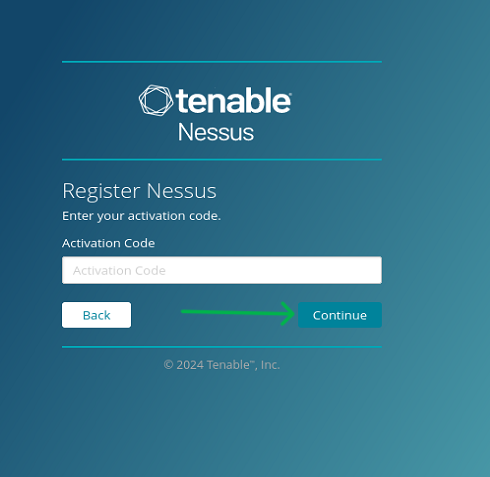 tenable
Nessus
Register Nessus
Enter your activation code.
Activation Code
Activation Code
Back
Continue
© 2024 Tenable™, Inc.